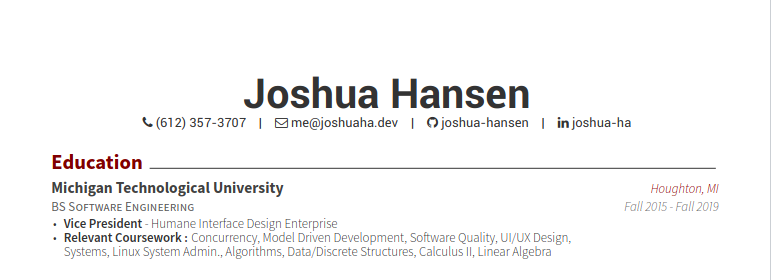 Joshua Hansen
(612) 357-3707 | me@joshuaha.dev | joshua-hansen | joshua-ha
Education
Michigan Technological University Houghton, MI
BS SOFTWARE ENGINEERING Fall 2015 - Fall 2019
• Vice President - Humane Interface Design Enterprise
• Relevant Coursework : Concurrency, Model Driven Development, Software Quality, UI/UX Design,
Systems, Linux System Admin., Algorithms, Data/Discrete Structures, Calculus II, Linear Algebra